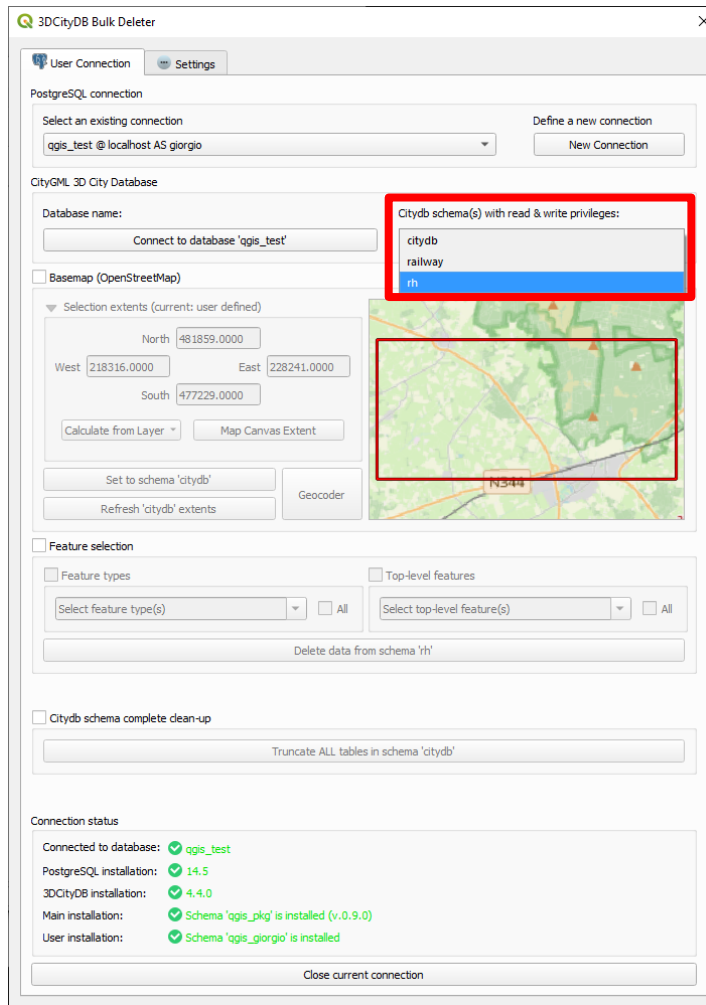 3DCityDB Bulk Deleter
User Connection
Settings
PostgreSQL connection
Select an existing connection
Define a new connection
qgis_test @ localhost AS giorgio
New Connection
CityGML 3D City Database
Database name:
Citydb schema(s) with read & write privileges:
Connect to database 'qgis_test'
citydb
railway
rh
Basemap (OpenStreetMap)
Selection extents (current: user defined)
North 481859.0000
West 218316.0000 East 228241.0000
South 477229.0000
Calculate from Layer
Map Canvas Extent
Set to schema 'citydb'
Geocoder
Refresh 'citydb' extents
N344
Feature selection
Feature types
Top-level features
Select feature type(s) All
Select top-level feature(s) All
Delete data from schema 'rh'
Citydb schema complete clean-up
Truncate ALL tables in schema 'citydb'
Connection status
Connected to database: qgis_test
PostgreSQL installation: 14.5
3DCityDB installation: 4.4.0
Main installation: Schema 'qgis_pkg' is installed (v.0.9.0)
User installation: Schema 'qgis_giorgio' is installed
Close current connection